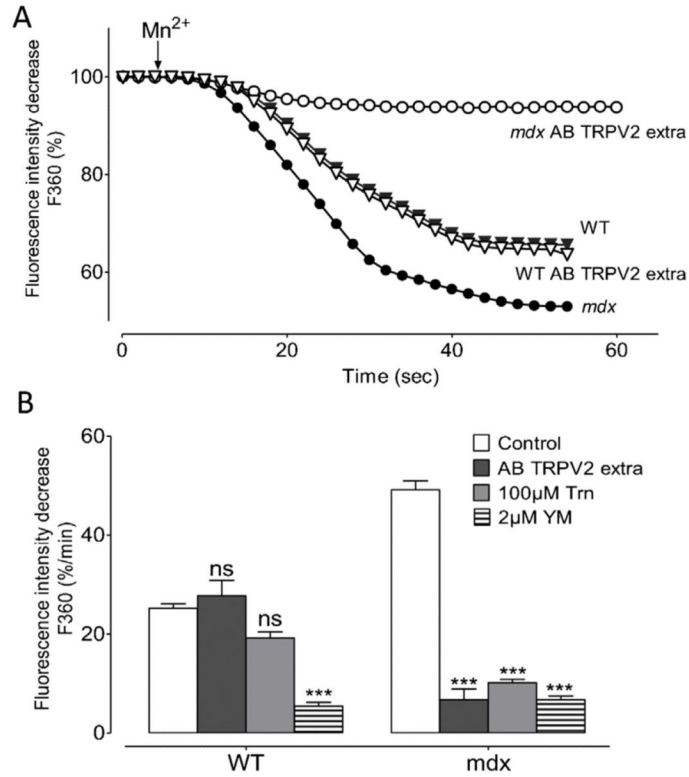 A
Mn2+
Fluorescence intensity decrease
F360 (%)
100
80
60
mdx AB TRPV2 extra
WT
WT AB TRPV2 extra
mdx
0 20 40 60
Time (sec)
B
Fluorescence intensity decrease
F360 (%/min)
60
40
20
0
Control
AB TRPV2 extra
100µM Trn
2µM YM
ns
ns
***
*** *** ***
WT mdx